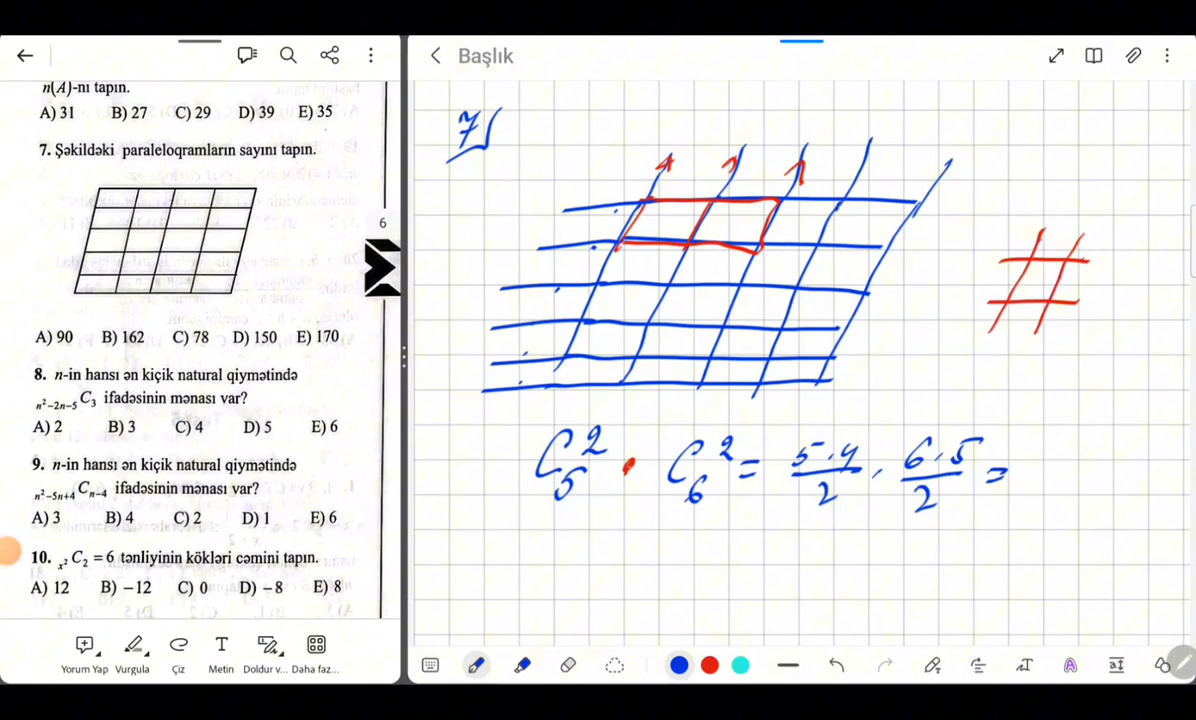 Başlık
n(A)-nı tapın.
A) 31 B) 27 C) 29 D) 39 E) 35
7. Şəkildəki paraleloqramların sayını tapın.
6
A) 90 B) 162 C) 78 D) 150 E) 170
8. n-in hansı ən kiçik natural qiymətində
n²−2n−5C₃ ifadəsinin mənası var?
A) 2 B) 3 C) 4 D) 5 E) 6
9. n-in hansı ən kiçik natural qiymətində
n²−5n+4Cn−4 ifadəsinin mənası var?
A) 3 B) 4 C) 2 D) 1 E) 6
10. x²C₂ = 6 tənliyinin kökləri cəmini tapın.
A) 12 B) −12 C) 0 D) −8 E) 8
Yorum Yap Vurgula Çiz Metin Doldur v... Daha faz...
7
C₅² · C₆² = 5·4/2 · 6·5/2 =